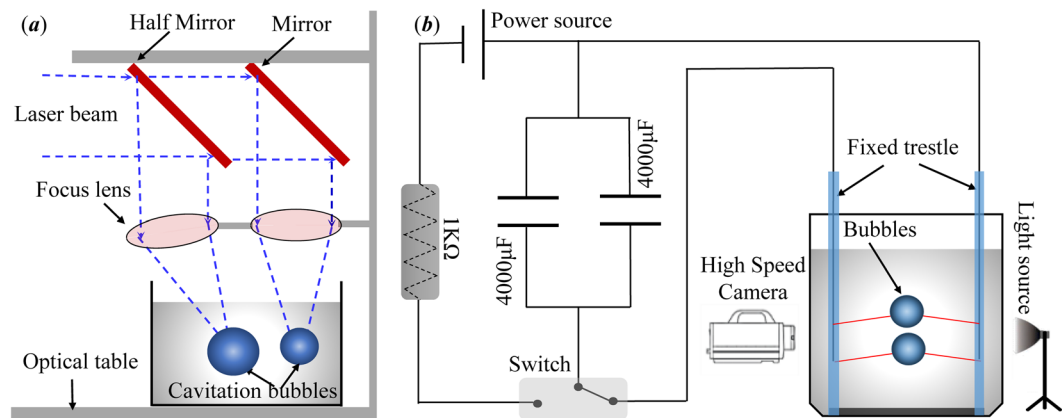 (a)
Half Mirror
Mirror
Laser beam
Focus lens
Optical table
Cavitation bubbles
(b)
Power source
4000μF
4000μF
1KΩ
Fixed trestle
Bubbles
High Speed
Camera
Light source
Switch